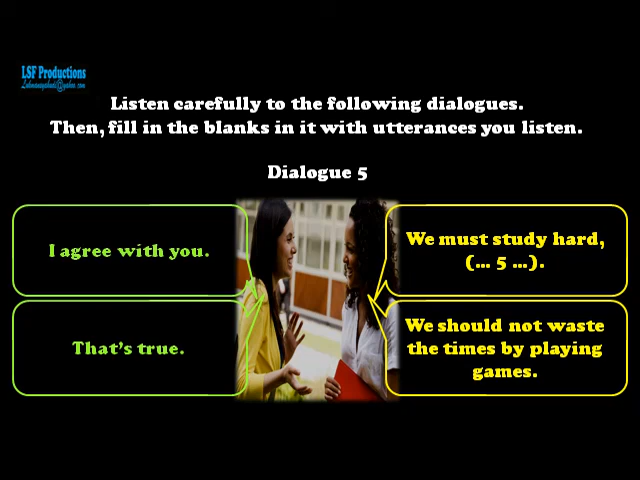 LSF Productions
Listen carefully to the following dialogues.
Then, fill in the blanks in it with utterances you listen.
Dialogue 5
We must study hard,
(... 5 ...).
I agree with you.
We should not waste
the times by playing
games.
That's true.